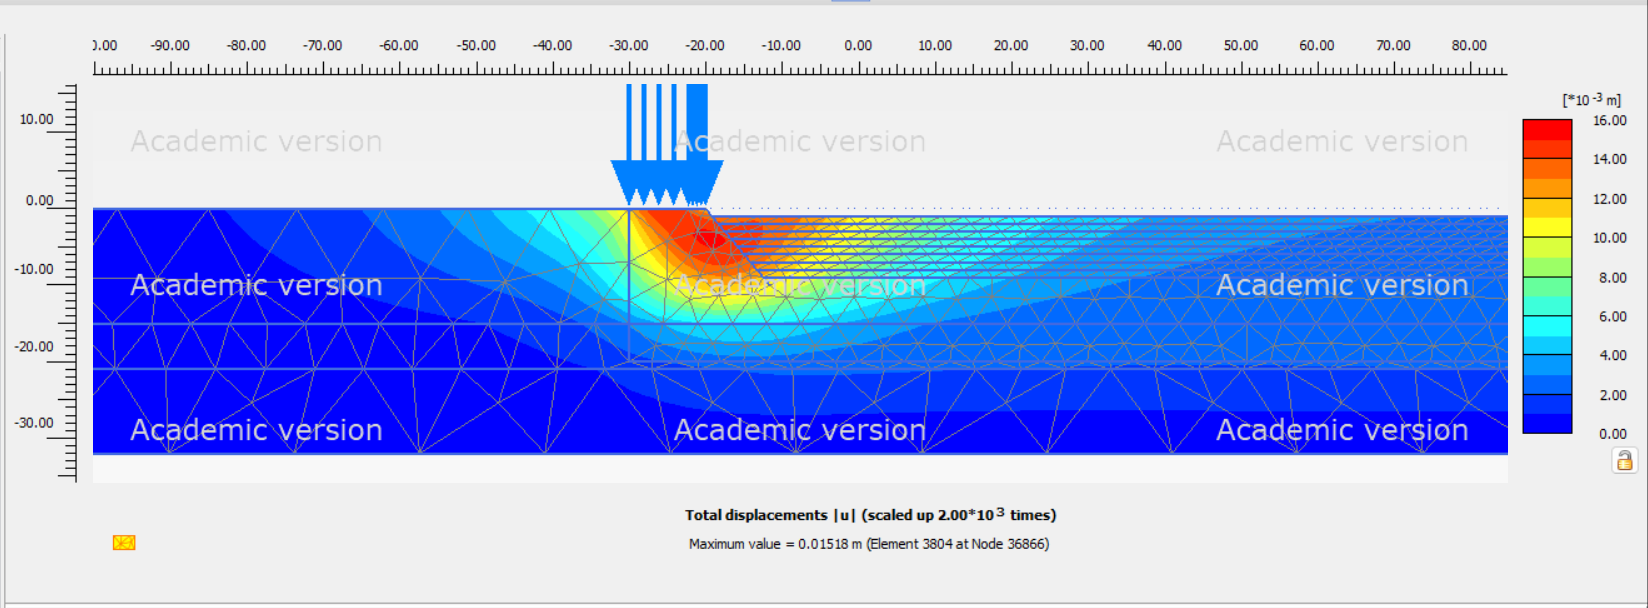 0.00 -90.00 -80.00 -70.00 -60.00 -50.00 -40.00 -30.00 -20.00 -10.00 0.00 10.00 20.00 30.00 40.00 50.00 60.00 70.00 80.00
[*10 -3 m]
10.00
0.00
-10.00
-20.00
-30.00
Academic version Academic version Academic version
Academic version Academic version Academic version
Academic version Academic version Academic version
16.00
14.00
12.00
10.00
8.00
6.00
4.00
2.00
0.00
Total displacements |u| (scaled up 2.00*10 3 times)
Maximum value = 0.01518 m (Element 3804 at Node 36866)